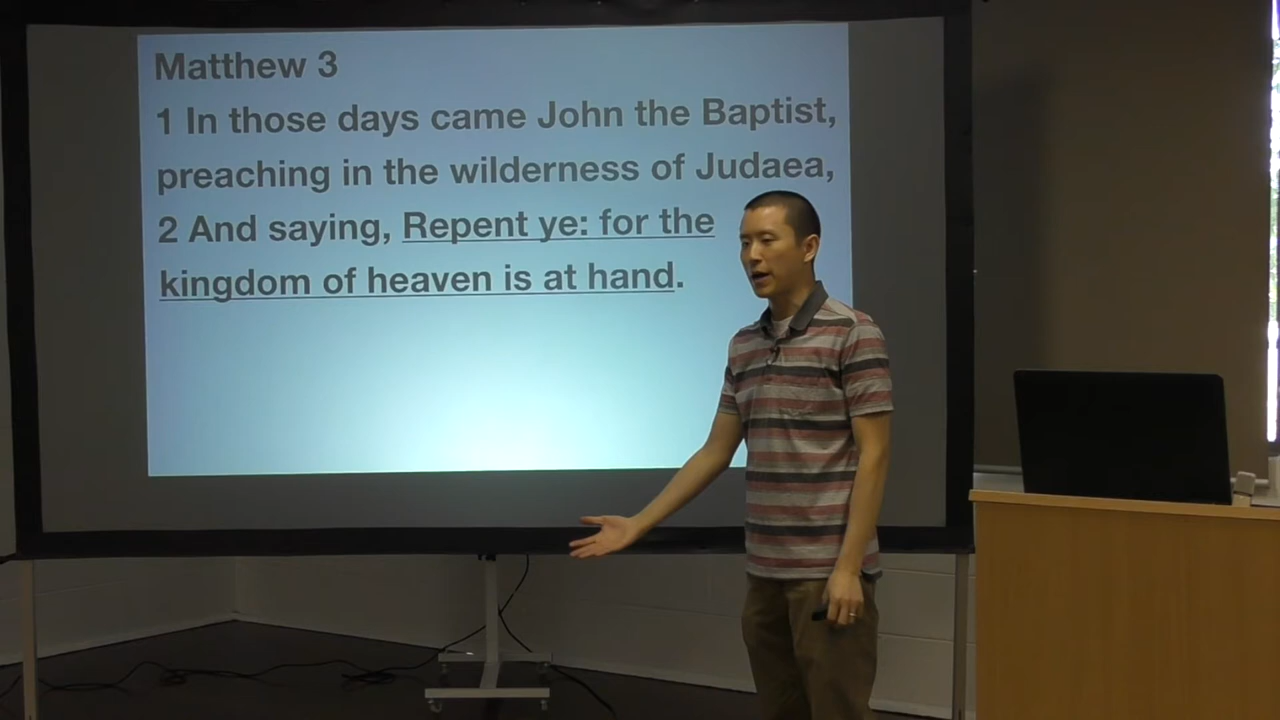 Matthew 3
1 In those days came John the Baptist,
preaching in the wilderness of Judaea,
2 And saying, Repent ye: for the
kingdom of heaven is at hand.